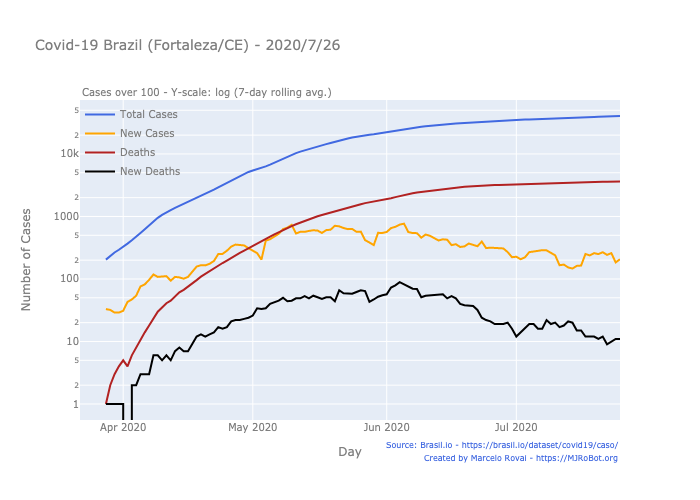 Covid-19 Brazil (Fortaleza/CE) - 2020/7/26
Cases over 100 - Y-scale: log (7-day rolling avg.)
Total Cases
New Cases
Deaths
New Deaths
5
2
10k
5
2
1000
5
2
100
5
2
10
5
2
1
Number of Cases
Apr 2020
May 2020
Jun 2020
Jul 2020
Day
Source: Brasil.io - https://brasil.io/dataset/covid19/caso/
Created by Marcelo Rovai - https://MJRoBot.org